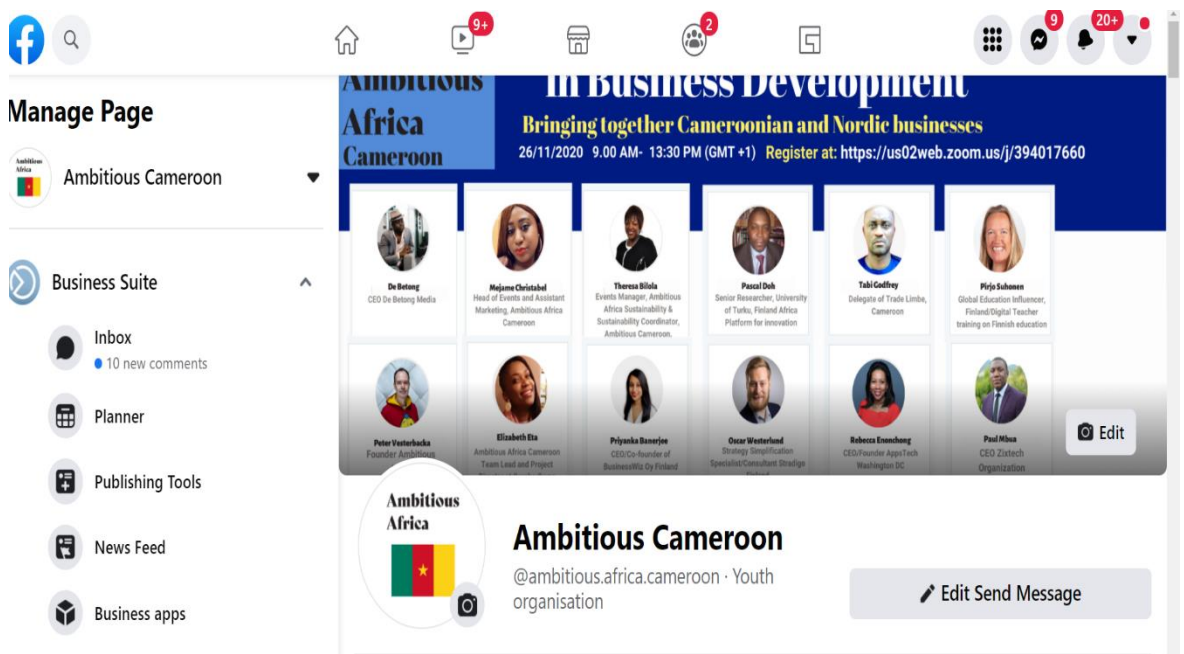 9+
2
9
20+
Manage Page
Ambitious
Africa
Ambitious Cameroon
Business Suite
Inbox
10 new comments
Planner
Publishing Tools
News Feed
Business apps
Ambitious
Africa
Cameroon
In Business Development
Bringing together Cameroonian and Nordic businesses
26/11/2020 9.00 AM- 13:30 PM (GMT +1) Register at: https://us02web.zoom.us/j/394017660
De Betong
CEO De Betong Media
Mejame Christabel
Head of Events and Assistant
Marketing, Ambitious Africa
Cameroon
Theresa Bilola
Events Manager, Ambitious
Africa Sustainability &
Sustainability Coordinator,
Ambitious Cameroon.
Pascal Doh
Senior Researcher, University
of Turku, Finland Africa
Platform for innovation
Tabi Godfrey
Delegate of Trade Limbe,
Cameroon
Pirjo Suhonen
Global Education Influencer,
Finland/Digital Teacher
training on Finnish education
Peter Vesterbacka
Founder Ambitious
Elizabeth Eta
Ambitious Africa Cameroon
Team Lead and Project
Priyanka Banerjee
CEO/Co-founder of
BusinessWiz Oy Finland
Oscar Westerlund
Strategy Simplification
Specialist/Consultant Stradigo
Rebecca Enonchong
CEO/Founder AppsTech
Washington DC
Paul Mbua
CEO Zixtech
Organization
Edit
Ambitious
Africa
Ambitious Cameroon
@ambitious.africa.cameroon · Youth
organisation
Edit Send Message